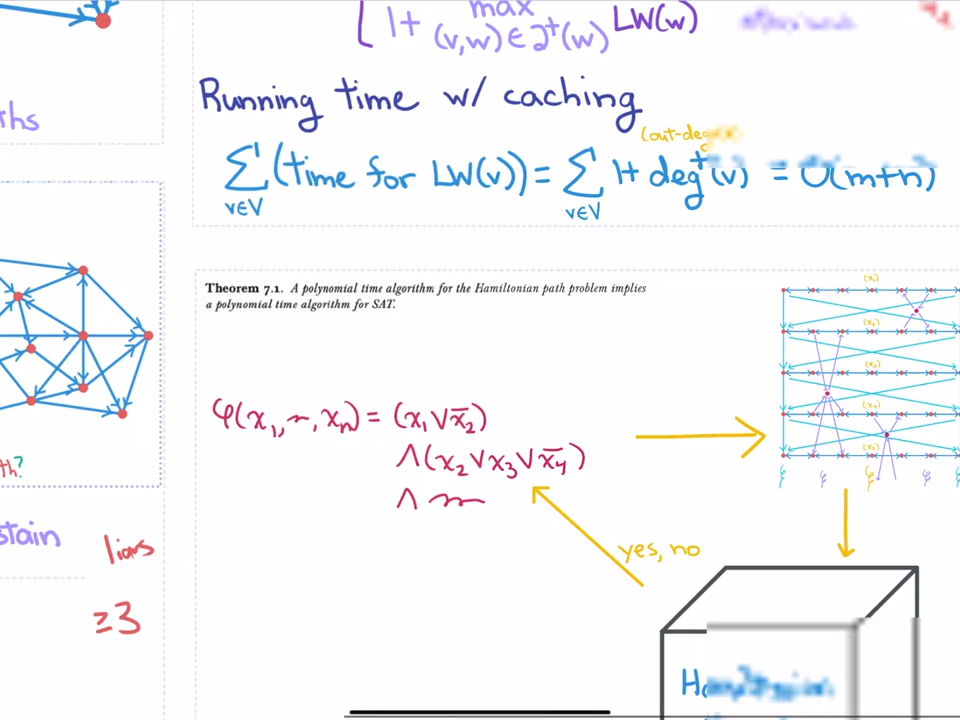 max
1+ (v,w)∈∂⁺(w) LW(w)
ths
Running time w/ caching
(out-deg
∑ (time for LW(v)) = ∑ 1+ deg⁺(v) = O(m+n)
v∈V v∈V
Theorem 7.1. A polynomial time algorithm for the Hamiltonian path problem implies
a polynomial time algorithm for SAT.
(x₁)
(x₂)
(x₃)
(x₄)
(x₅)
φ(x₁,~,xₙ) = (x₁ ∨ x̄₂)
∧(x₂ ∨ x₃ ∨ x̄₄)
∧ ~
th?
stain
liars
≥3
yes, no